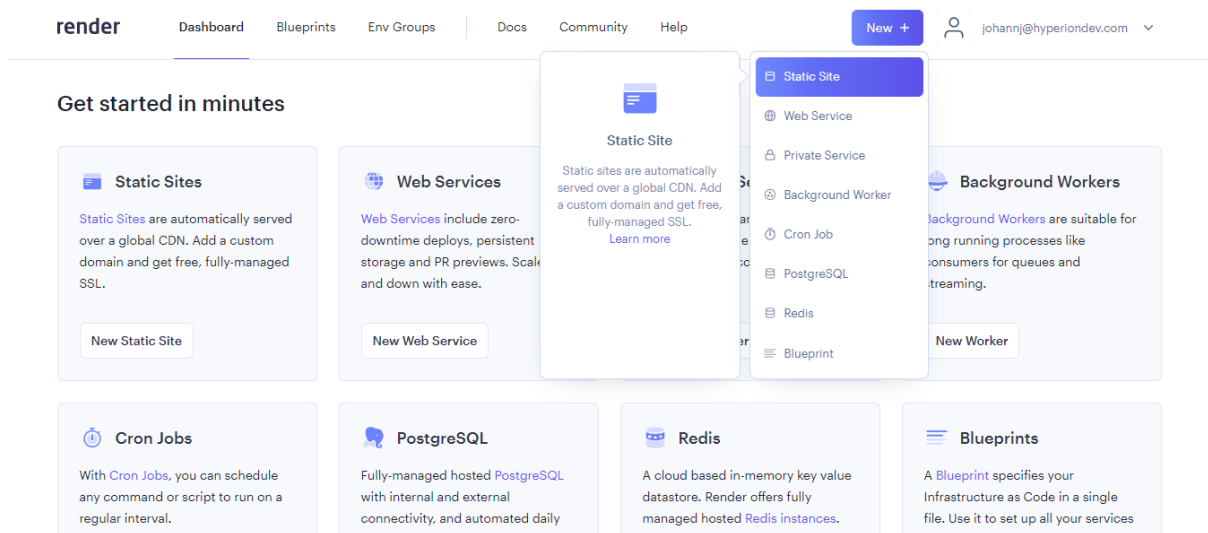 render
Dashboard
Blueprints
Env Groups
Docs
Community
Help
New +
johannj@hyperiondev.com
Get started in minutes
Static Site
Static sites are automatically
served over a global CDN. Add
a custom domain and get free,
fully-managed SSL.
Learn more
Static Site
Web Service
Private Service
Background Worker
Cron Job
PostgreSQL
Redis
Blueprint
Static Sites
Static Sites are automatically served
over a global CDN. Add a custom
domain and get free, fully-managed
SSL.
New Static Site
Web Services
Web Services include zero-
downtime deploys, persistent
storage and PR previews. Scale
and down with ease.
New Web Service
Background Workers
Background Workers are suitable for
long running processes like
consumers for queues and
streaming.
New Worker
Cron Jobs
With Cron Jobs, you can schedule
any command or script to run on a
regular interval.
PostgreSQL
Fully-managed hosted PostgreSQL
with internal and external
connectivity, and automated daily
Redis
A cloud based in-memory key value
datastore. Render offers fully
managed hosted Redis instances.
Blueprints
A Blueprint specifies your
Infrastructure as Code in a single
file. Use it to set up all your services